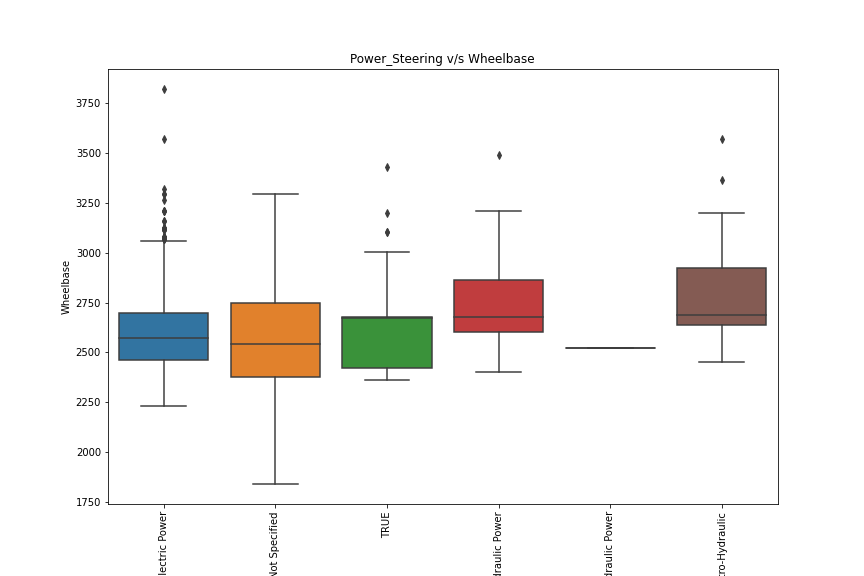 Power_Steering v/s Wheelbase
3750
3500
3250
3000
2750
2500
2250
2000
1750
Wheelbase
lectric Power
Not Specified
TRUE
draulic Power
draulic Power
tro-Hydraulic